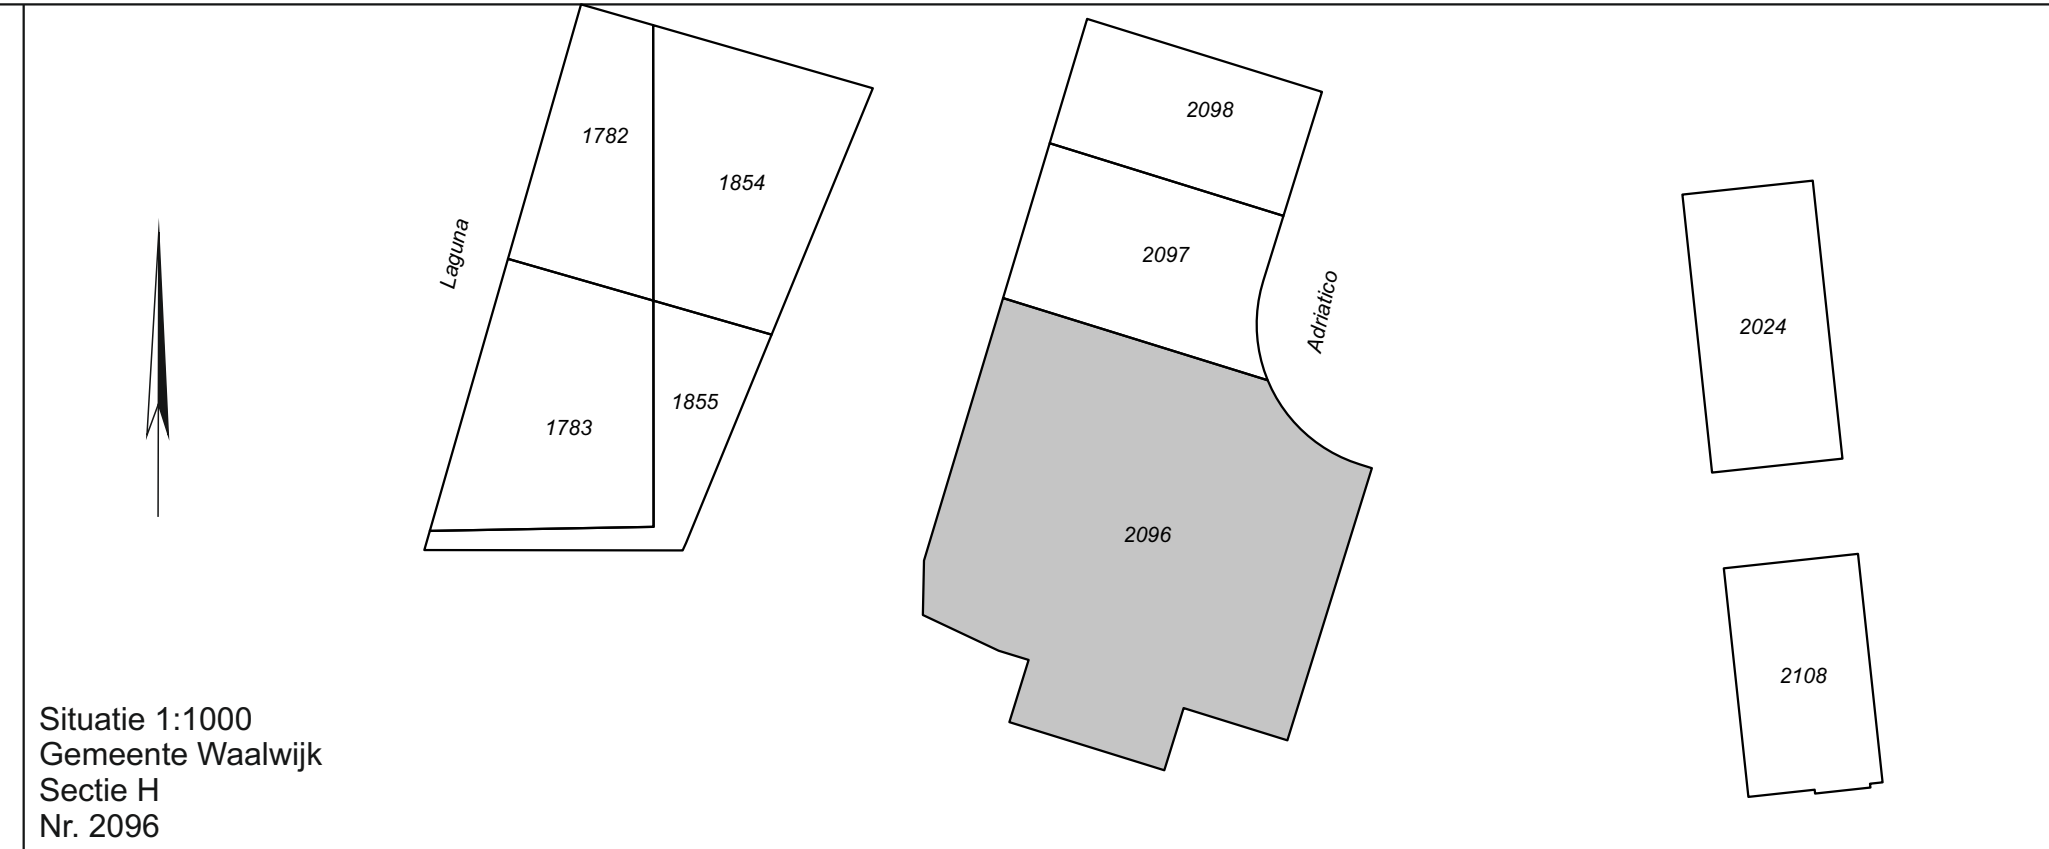 1782
1854
Laguna
1783
1855
2098
2097
Adriatico
2096
2024
2108
Situatie 1:1000
Gemeente Waalwijk
Sectie H
Nr. 2096